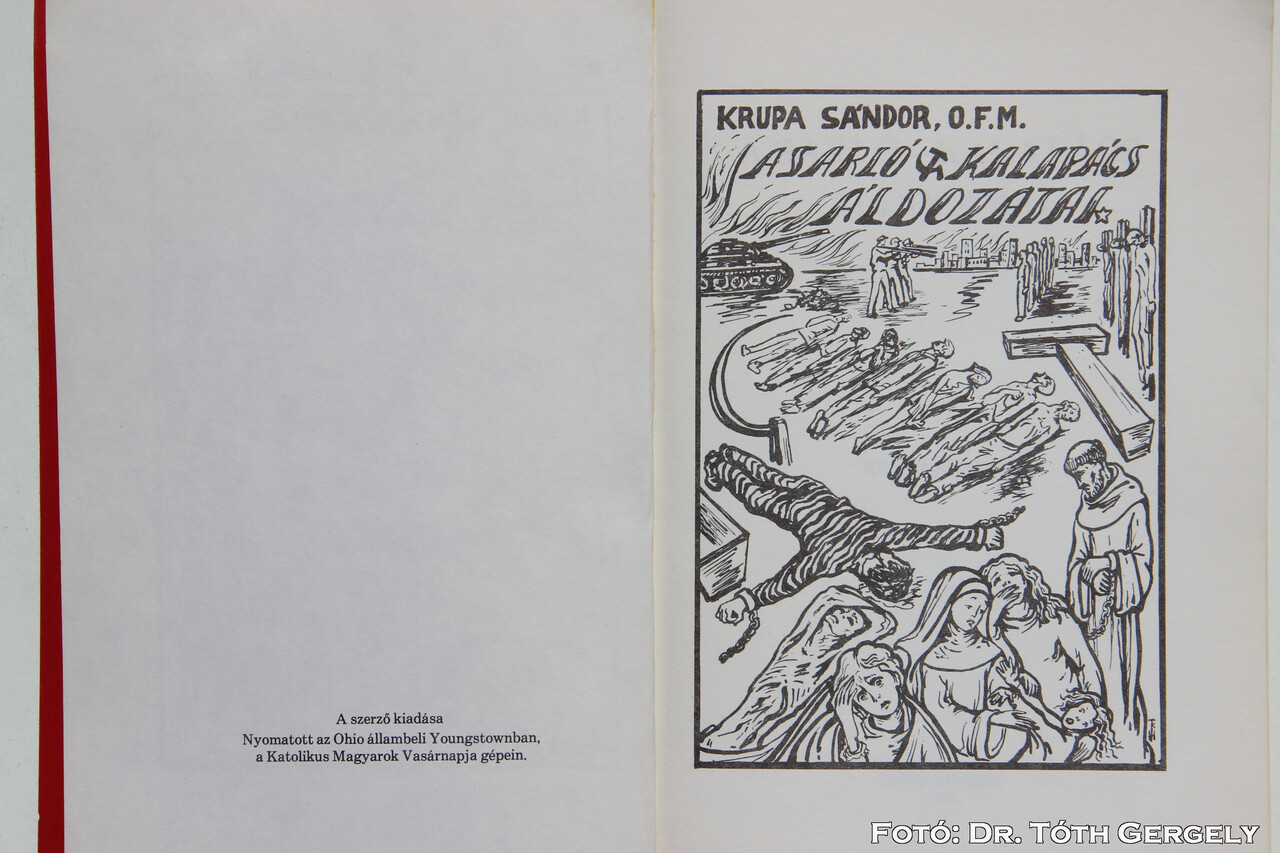 A szerző kiadása
Nyomatott az Ohio állambeli Youngstownban,
a Katolikus Magyarok Vasárnapja gépein.
KRUPA SÁNDOR, O.F.M.
A SARLÓ KALAPÁCS
ÁLDOZATAI
FOTÓ: DR. TÓTH GERGELY